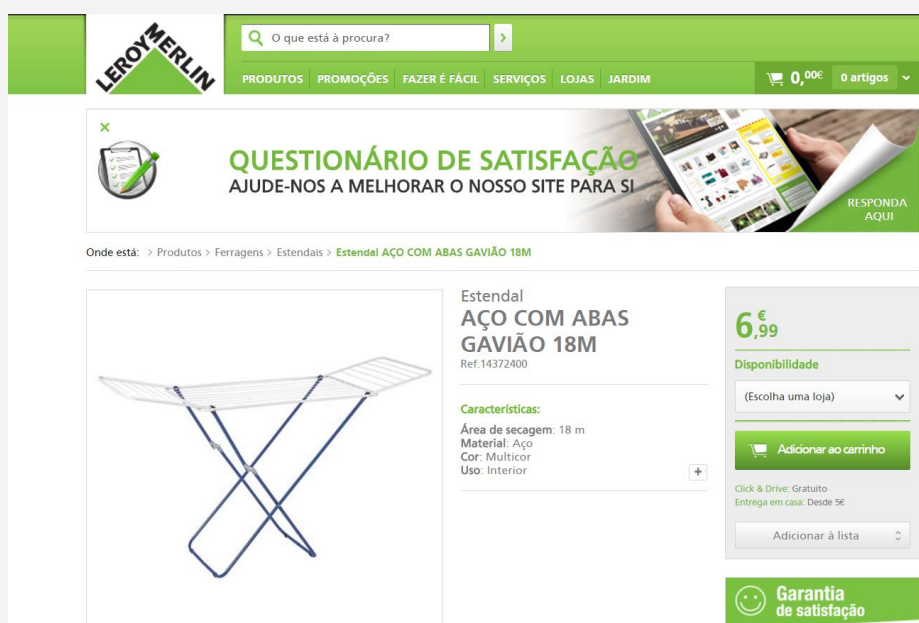 LEROY MERLIN
O que está à procura?
PRODUTOS PROMOÇÕES FAZER É FÁCIL SERVIÇOS LOJAS JARDIM
0,00€ 0 artigos
QUESTIONÁRIO DE SATISFAÇÃO
AJUDE-NOS A MELHORAR O NOSSO SITE PARA SI
RESPONDA
AQUI
Onde está: > Produtos > Ferragens > Estendais > Estendal AÇO COM ABAS GAVIÃO 18M
Estendal
AÇO COM ABAS
GAVIÃO 18M
Ref.14372400
Características:
Área de secagem: 18 m
Material: Aço
Cor: Multicor
Uso: Interior
+
6,€99
Disponibilidade
(Escolha uma loja)
Adicionar ao carrinho
Click & Drive: Gratuito
Entrega em casa: Desde 5€
Adicionar à lista
Garantia
de satisfação